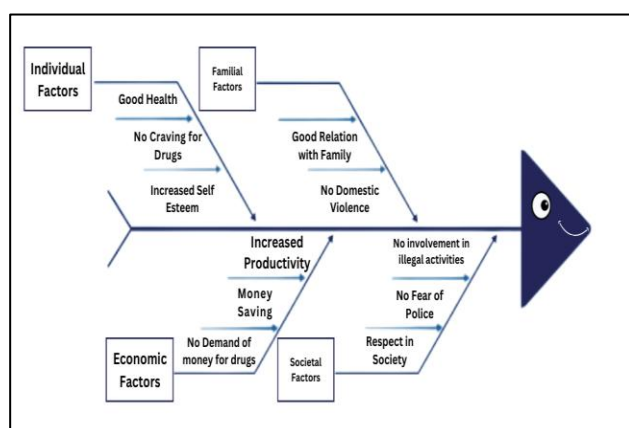 Individual
Factors
Good Health
No Craving for
Drugs
Increased Self
Esteem
Familial
Factors
Good Relation
with Family
No Domestic
Violence
Increased
Productivity
Money
Saving
No Demand of
money for drugs
Economic
Factors
No involvement in
illegal activities
No Fear of
Police
Respect in
Society
Societal
Factors